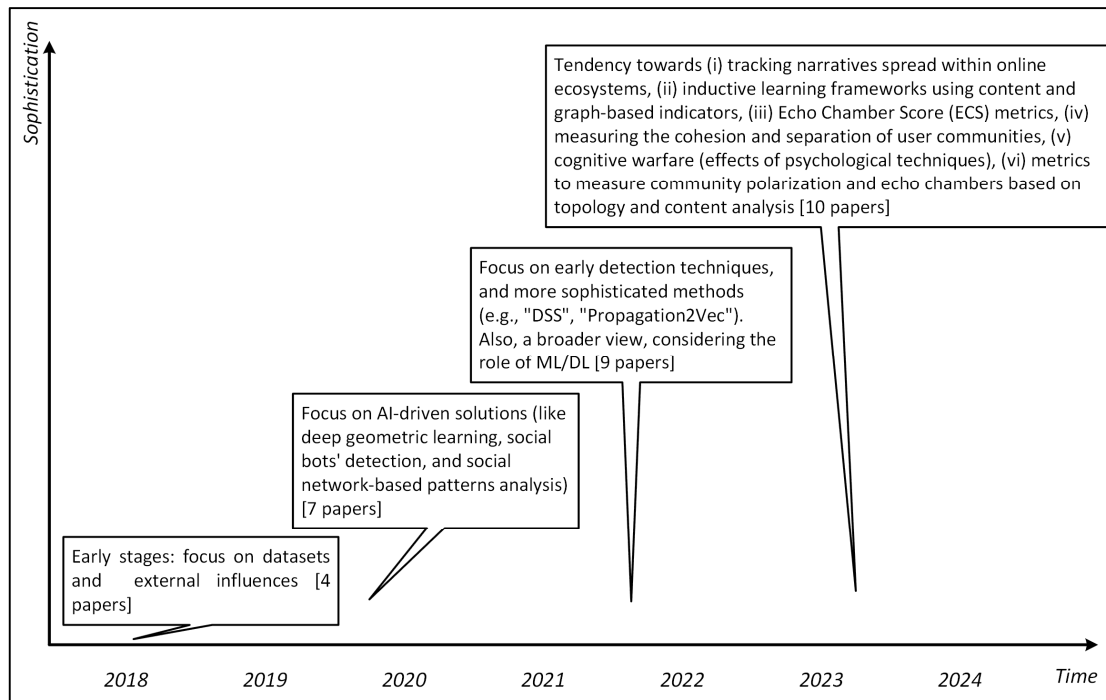 Sophistication
Tendency towards (i) tracking narratives spread within online
ecosystems, (ii) inductive learning frameworks using content and
graph-based indicators, (iii) Echo Chamber Score (ECS) metrics, (iv)
measuring the cohesion and separation of user communities, (v)
cognitive warfare (effects of psychological techniques), (vi) metrics
to measure community polarization and echo chambers based on
topology and content analysis [10 papers]
Focus on early detection techniques,
and more sophisticated methods
(e.g., "DSS", "Propagation2Vec").
Also, a broader view, considering the
role of ML/DL [9 papers]
Focus on AI-driven solutions (like
deep geometric learning, social
bots' detection, and social
network-based patterns analysis)
[7 papers]
Early stages: focus on datasets
and external influences [4
papers]
2018 2019 2020 2021 2022 2023 2024 Time